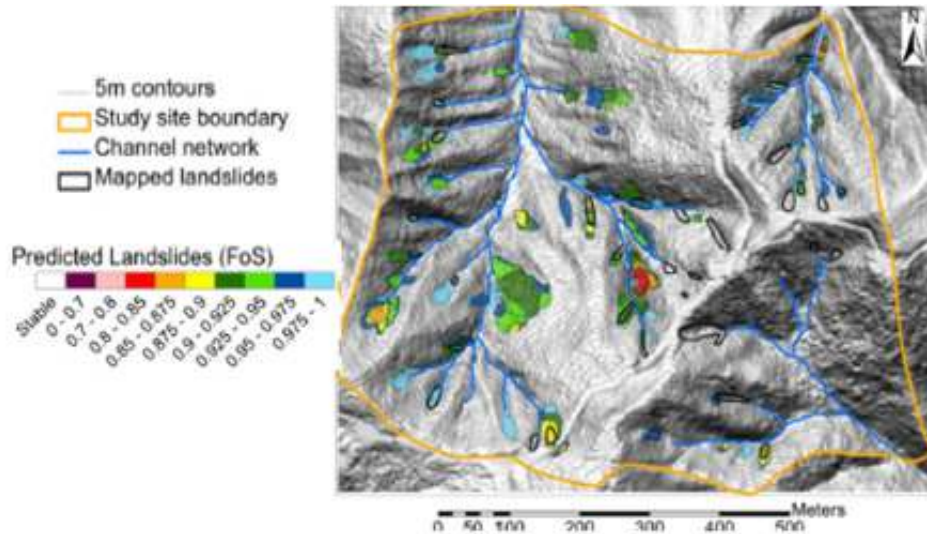 N
5m contours
Study site boundary
Channel network
Mapped landslides
Predicted Landslides (FoS)
Stable
0 - 0.7
0.7 - 0.8
0.8 - 0.85
0.85 - 0.875
0.875 - 0.9
0.9 - 0.925
0.925 - 0.95
0.95 - 0.975
0.975 - 1
Meters
0 50 100 200 300 400 500